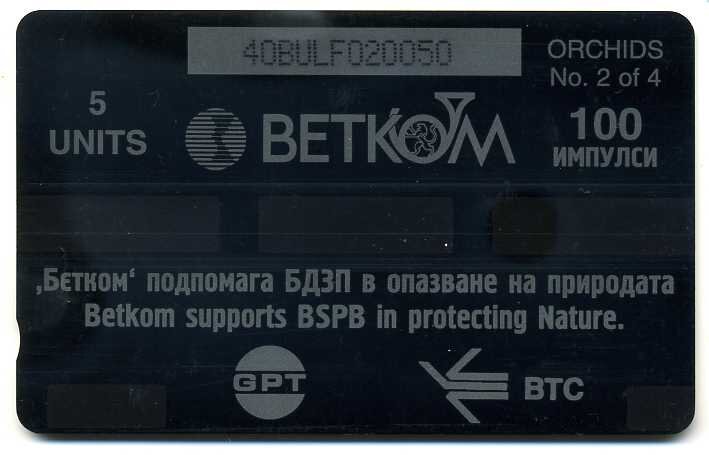 40BULF020050
ORCHIDS
No. 2 of 4
5
UNITS
BETKOM
100
ИМПУЛСИ
‚Бетком‘ подпомага БДЗП в опазване на природата
Betkom supports BSPB in protecting Nature.
GPT
BTC